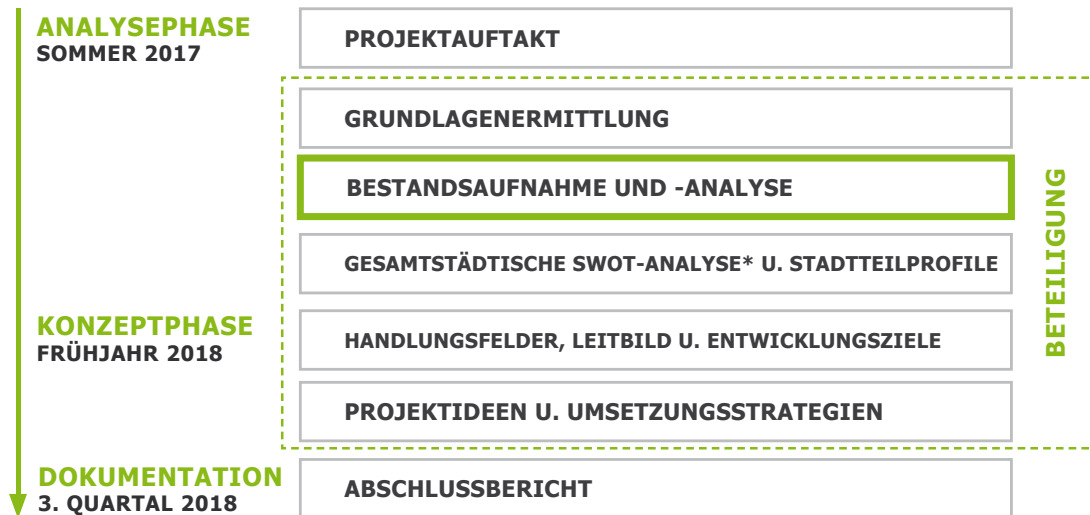 ANALYSEPHASE
SOMMER 2017
PROJEKTAUFTAKT
GRUNDLAGENERMITTLUNG
BESTANDSAUFNAHME UND -ANALYSE
GESAMTSTÄDTISCHE SWOT-ANALYSE* U. STADTTEILPROFILE
KONZEPTPHASE
FRÜHJAHR 2018
HANDLUNGSFELDER, LEITBILD U. ENTWICKLUNGSZIELE
PROJEKTIDEEN U. UMSETZUNGSSTRATEGIEN
BETEILIGUNG
DOKUMENTATION
3. QUARTAL 2018
ABSCHLUSSBERICHT